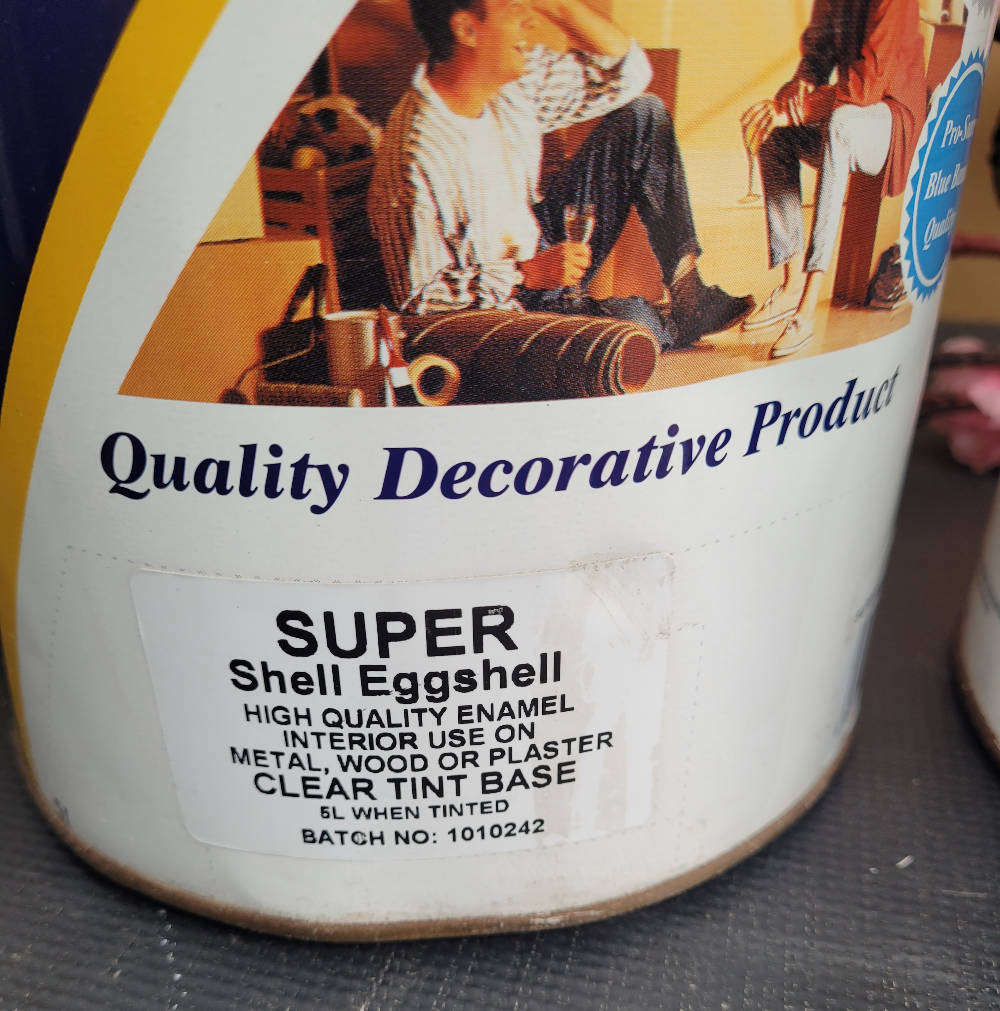 Blue
Quality Decorative Product
SUPER
Shell Eggshell
HIGH QUALITY ENAMEL
INTERIOR USE ON
METAL, WOOD OR PLASTER
CLEAR TINT BASE
5L WHEN TINTED
BATCH NO: 1010242